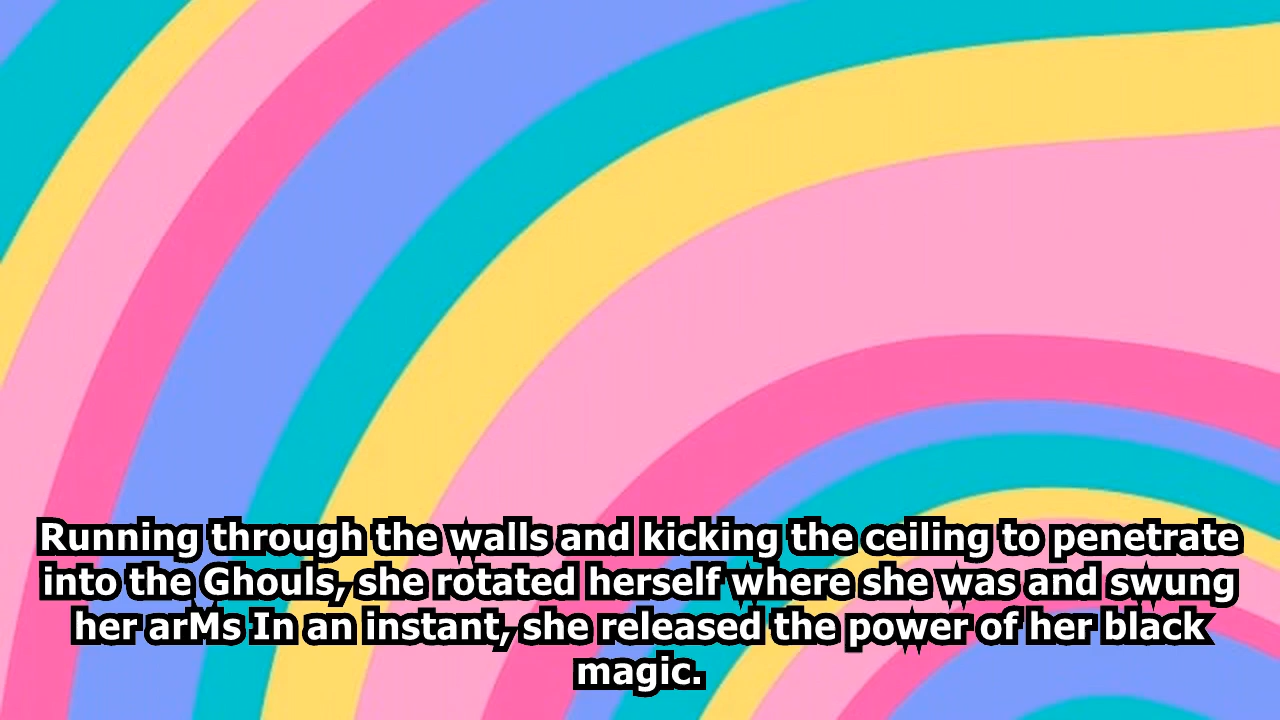 Running through the walls and kicking the ceiling to penetrate
into the Ghouls, she rotated herself where she was and swung
her arMs In an instant, she released the power of her black
magic.